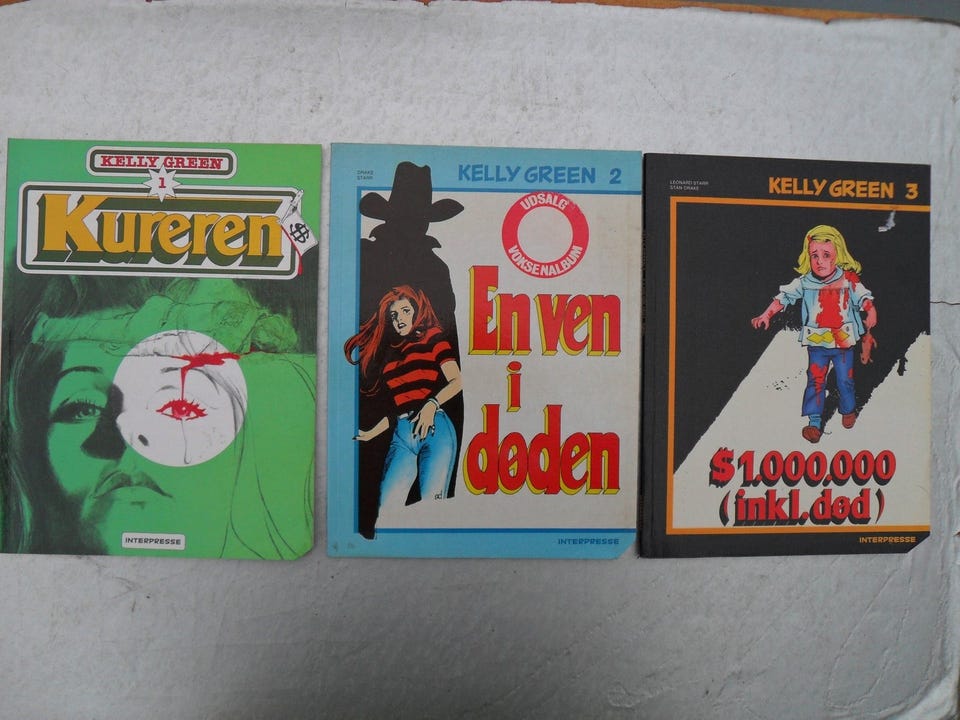 KELLY GREEN
1
Kureren
$
INTERPRESSE
DRAKE
STARR
KELLY GREEN 2
UDSALG
VOKSENALBUM
En ven
i
døden
INTERPRESSE
LEONARD STARR
STAN DRAKE
KELLY GREEN 3
$1.000.000
(inkl. død)
INTERPRESSE